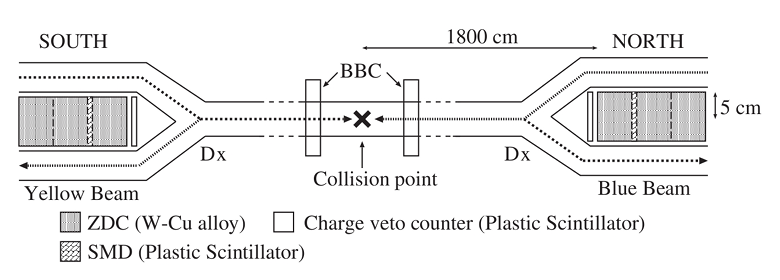 1800 cm
SOUTH
NORTH
BBC
5 cm
Dx
Dx
Collision point
Yellow Beam
Blue Beam
ZDC (W-Cu alloy)
Charge veto counter (Plastic Scintillator)
SMD (Plastic Scintillator)